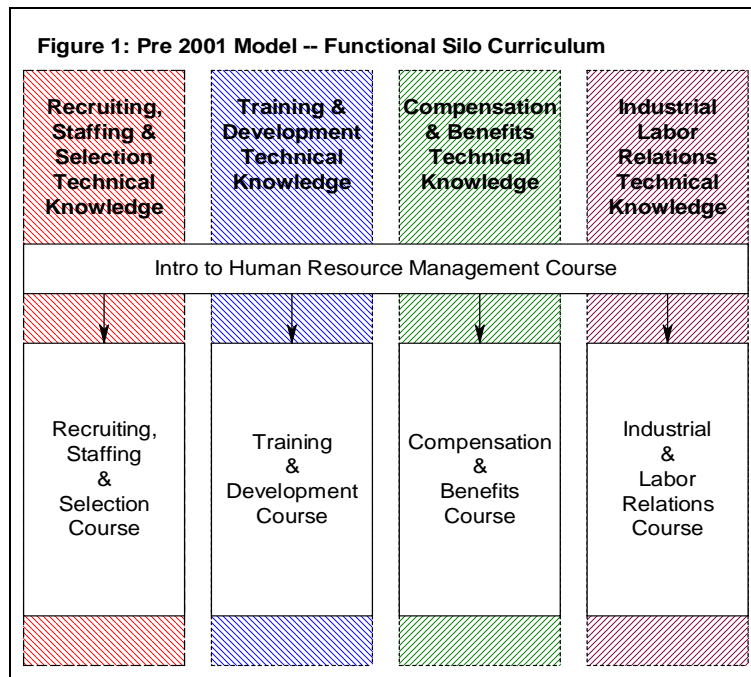 Figure 1: Pre 2001 Model -- Functional Silo Curriculum
Recruiting,
Staffing &
Selection
Technical
Knowledge
Training &
Development
Technical
Knowledge
Compensation
& Benefits
Technical
Knowledge
Industrial
Labor
Relations
Technical
Knowledge
Intro to Human Resource Management Course
Recruiting,
Staffing
&
Selection
Course
Training
&
Development
Course
Compensation
&
Benefits
Course
Industrial
&
Labor
Relations
Course